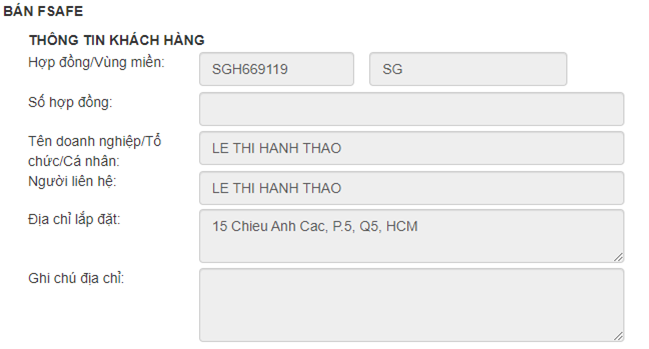 BÁN FSAFE
THÔNG TIN KHÁCH HÀNG
Hợp đồng/Vùng miền: SGH669119 SG
Số hợp đồng:
Tên doanh nghiệp/Tổ
chức/Cá nhân: LE THI HANH THAO
Người liên hệ: LE THI HANH THAO
Địa chỉ lắp đặt: 15 Chieu Anh Cac, P.5, Q5, HCM
Ghi chú địa chỉ: